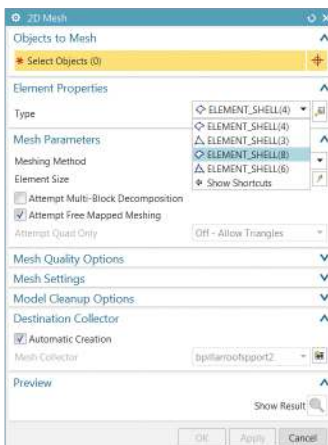 2D Mesh
Objects to Mesh
* Select Objects (0)
Element Properties
Type
ELEMENT_SHELL(4)
ELEMENT_SHELL(4)
ELEMENT_SHELL(3)
ELEMENT_SHELL(8)
ELEMENT_SHELL(6)
Show Shortcuts
Mesh Parameters
Meshing Method
Element Size
Attempt Multi-Block Decomposition
Attempt Free Mapped Meshing
Attempt Quad Only
Off - Allow Triangles
Mesh Quality Options
Mesh Settings
Model Cleanup Options
Destination Collector
Automatic Creation
Mesh Collector
Preview
Show Result
OK
Apply
Cancel